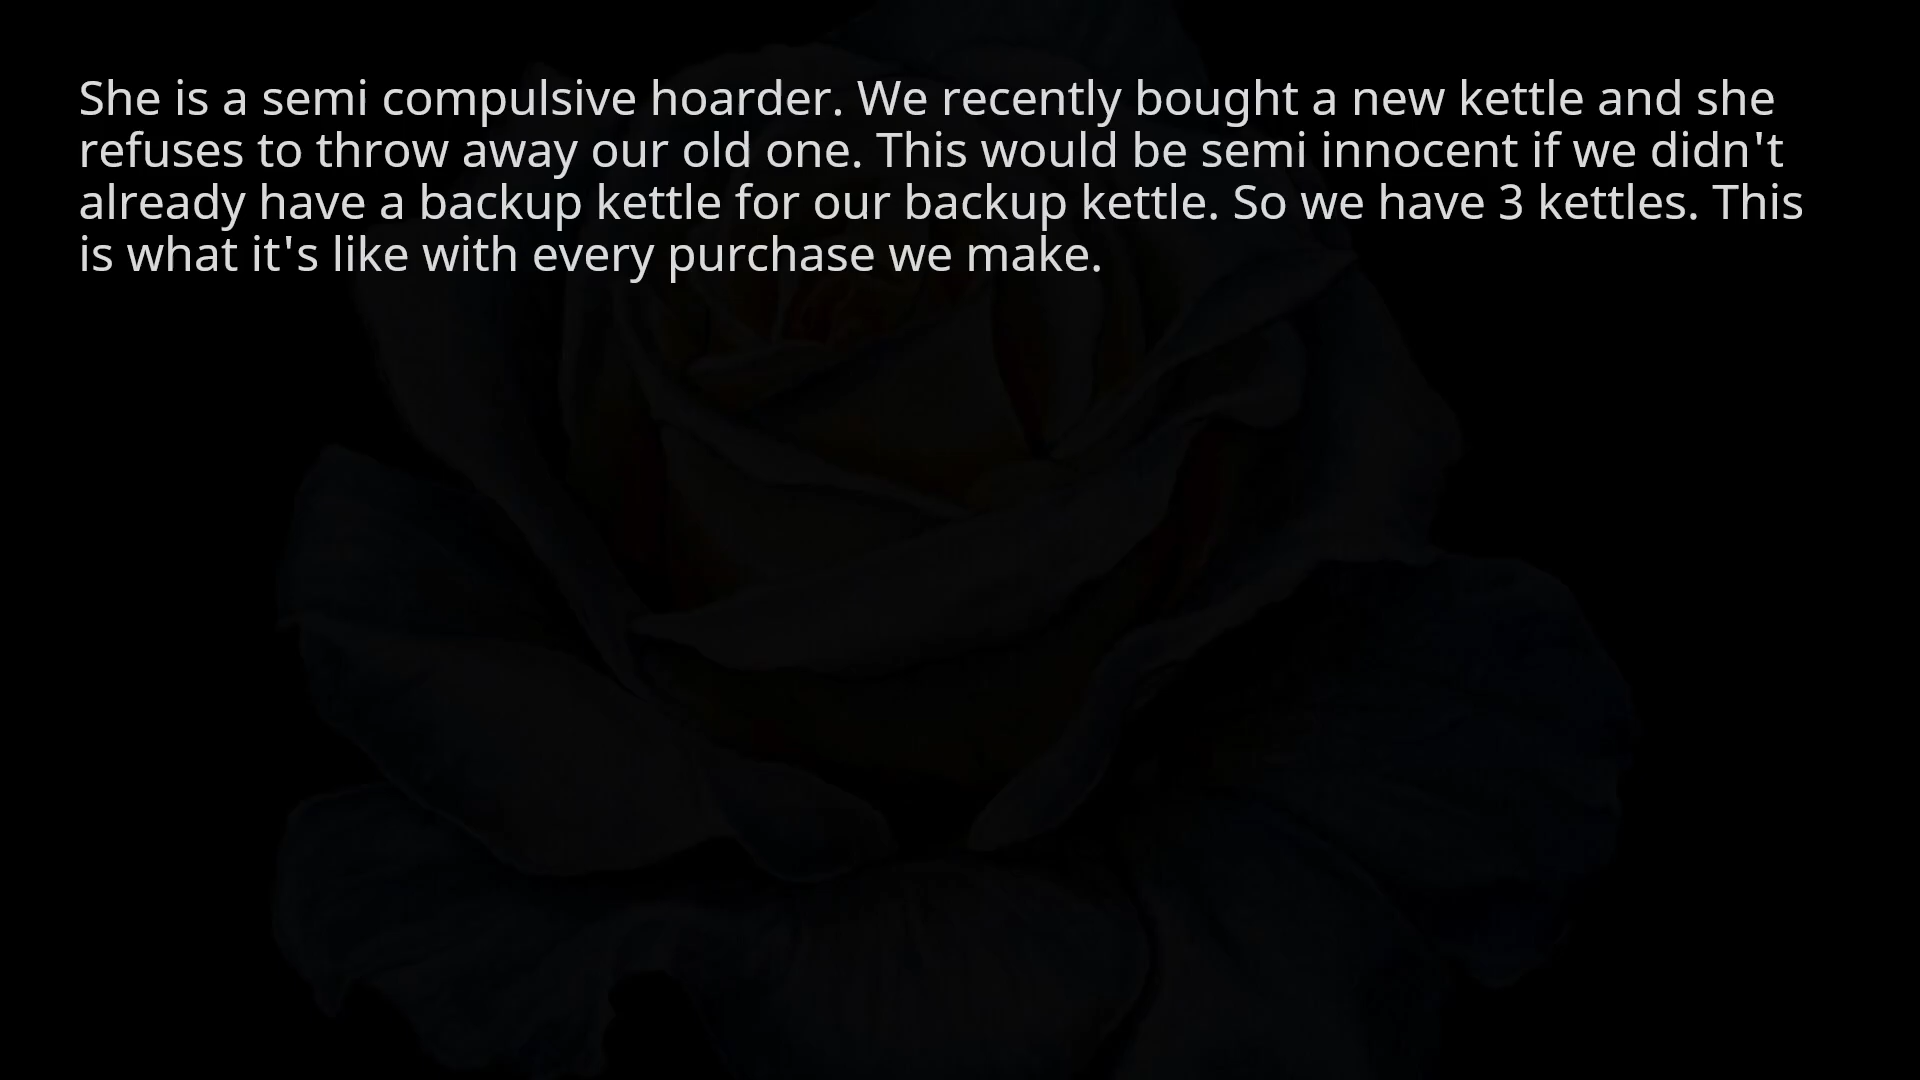 She is a semi compulsive hoarder. We recently bought a new kettle and she
refuses to throw away our old one. This would be semi innocent if we didn't
already have a backup kettle for our backup kettle. So we have 3 kettles. This
is what it's like with every purchase we make.